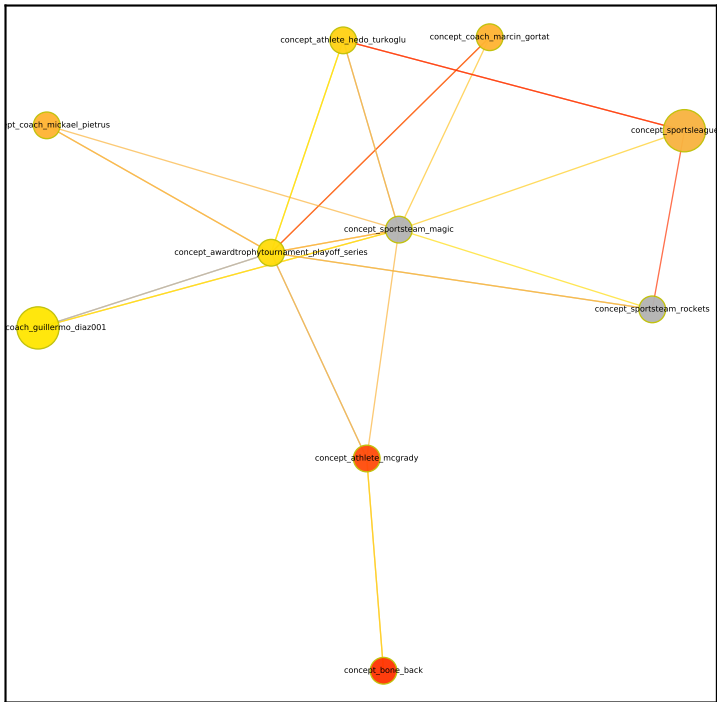 concept_athlete_hedo_turkoglu
concept_coach_marcin_gortat
pt_coach_mickael_pietrus
concept_sportsleague
concept_sportsteam_magic
concept_awardtrophytournament_playoff_series
concept_sportsteam_rockets
coach_guillermo_diaz001
concept_athlete_mcgrady
concept_bone_back